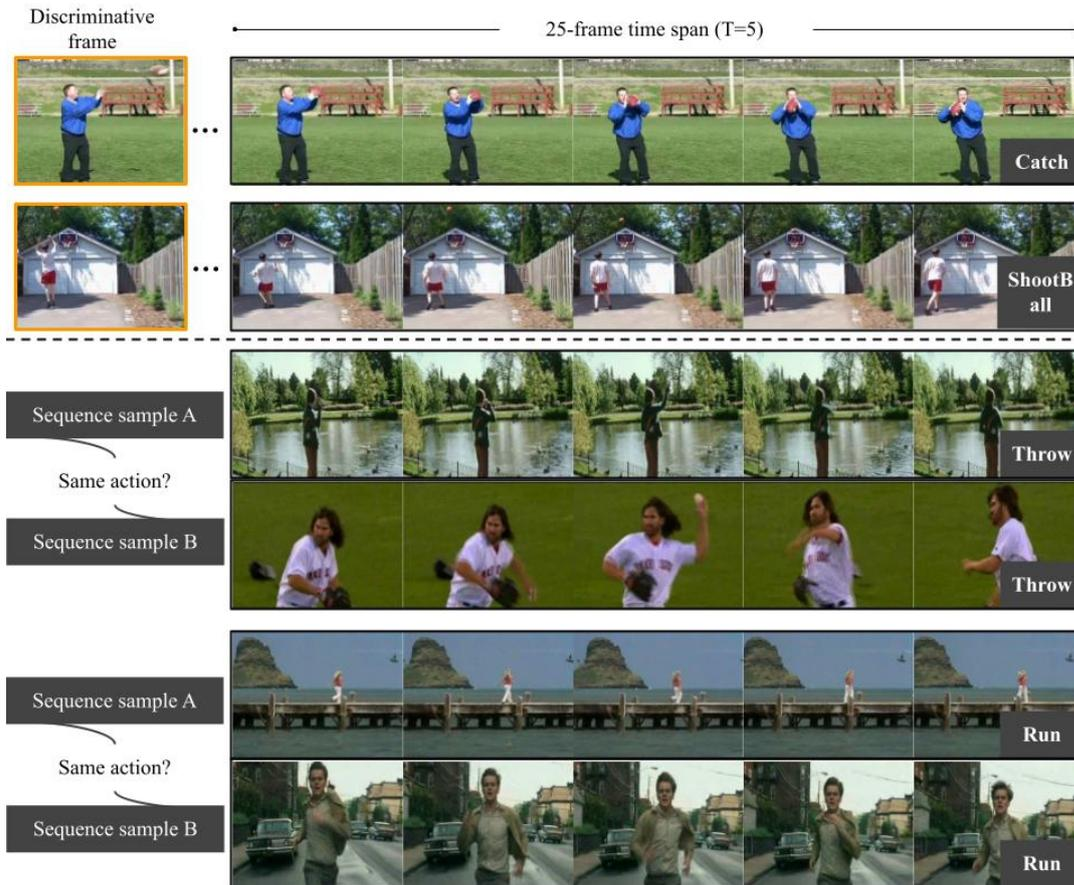 Discriminative
frame
25-frame time span (T=5)
...
Catch
...
ShootB
all
Sequence sample A
Throw
Same action?
Sequence sample B
Throw
Sequence sample A
Run
Same action?
Sequence sample B
Run